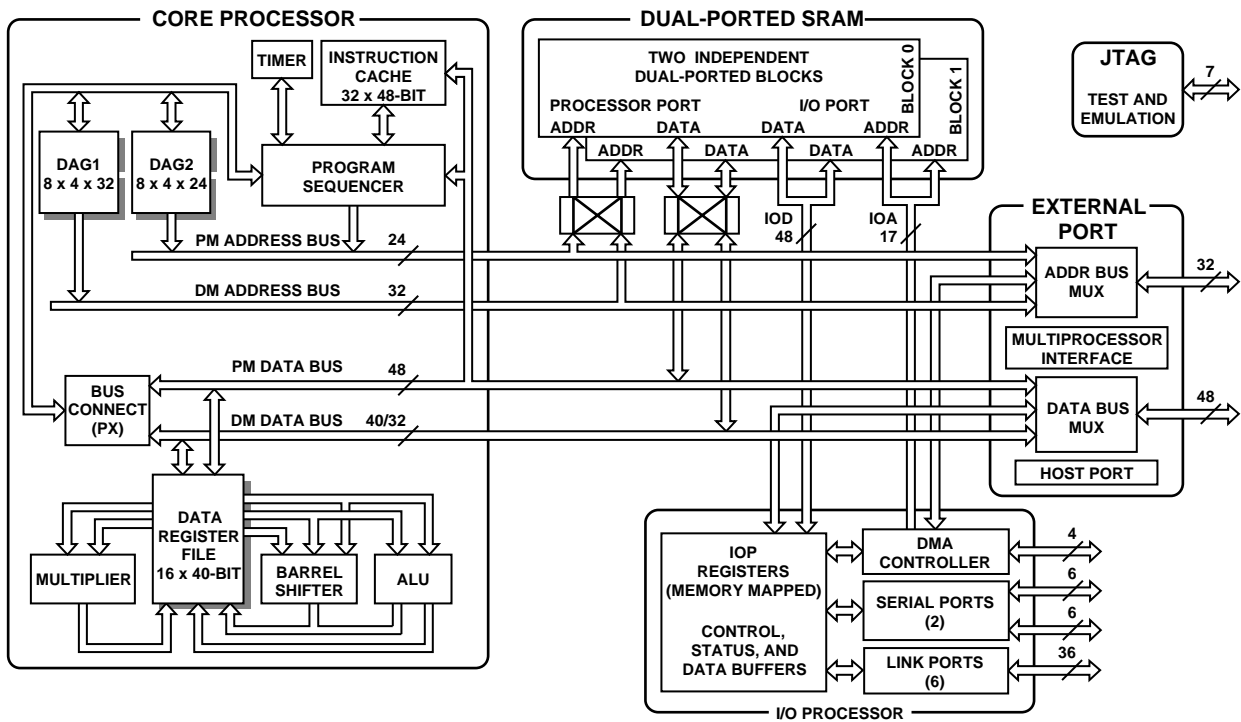 CORE PROCESSOR
TIMER
INSTRUCTION
CACHE
32 x 48-BIT
DAG1
8 x 4 x 32
DAG2
8 x 4 x 24
PROGRAM
SEQUENCER
PM ADDRESS BUS
24
DM ADDRESS BUS
32
PM DATA BUS
48
BUS
CONNECT
(PX)
DM DATA BUS
40/32
DATA
REGISTER
FILE
16 x 40-BIT
MULTIPLIER
BARREL
SHIFTER
ALU
DUAL-PORTED SRAM
TWO INDEPENDENT
DUAL-PORTED BLOCKS
BLOCK 0
BLOCK 1
PROCESSOR PORT
I/O PORT
ADDR
DATA
DATA
ADDR
ADDR
DATA
DATA
ADDR
IOD
48
IOA
17
JTAG
TEST AND
EMULATION
7
EXTERNAL
PORT
ADDR BUS
MUX
32
MULTIPROCESSOR
INTERFACE
DATA BUS
MUX
48
HOST PORT
IOP
REGISTERS
(MEMORY MAPPED)
CONTROL,
STATUS, AND
DATA BUFFERS
DMA
CONTROLLER
4
SERIAL PORTS
(2)
6
6
LINK PORTS
(6)
36
I/O PROCESSOR